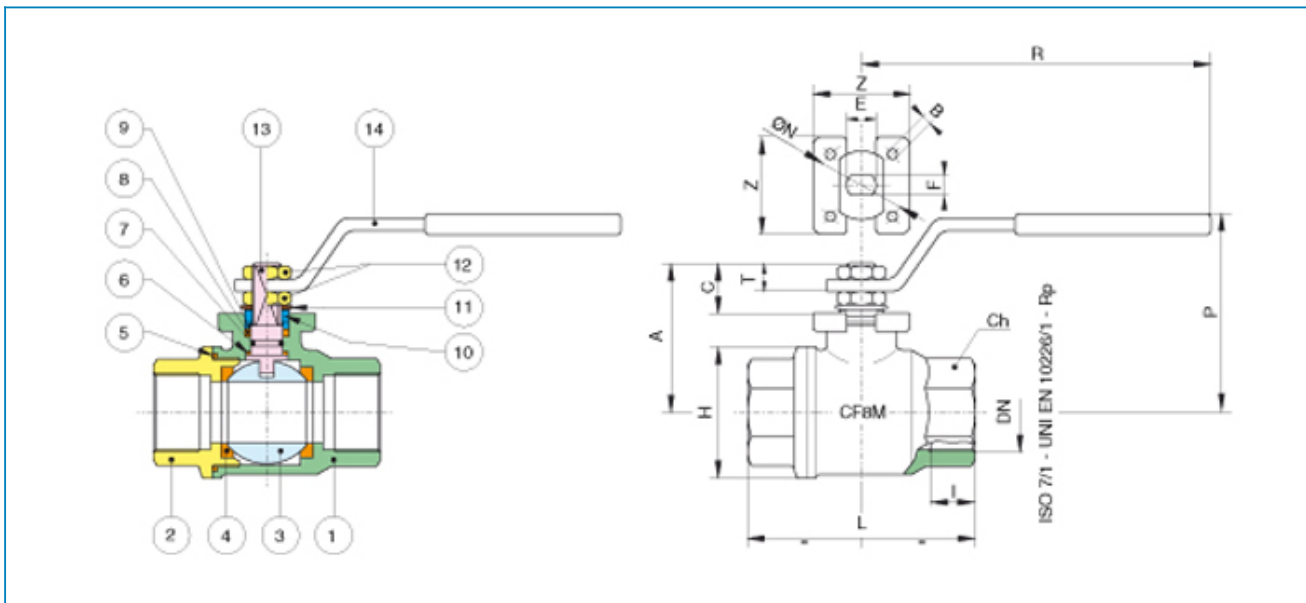 9
13
14
8
7
6
5
12
11
10
2
4
3
1
R
Z
E
B
ØN
Z
F
T
C
A
H
P
Ch
CF8M
DN
I
L
=
=
ISO 7/1 - UNI EN 10226/1 - Rp